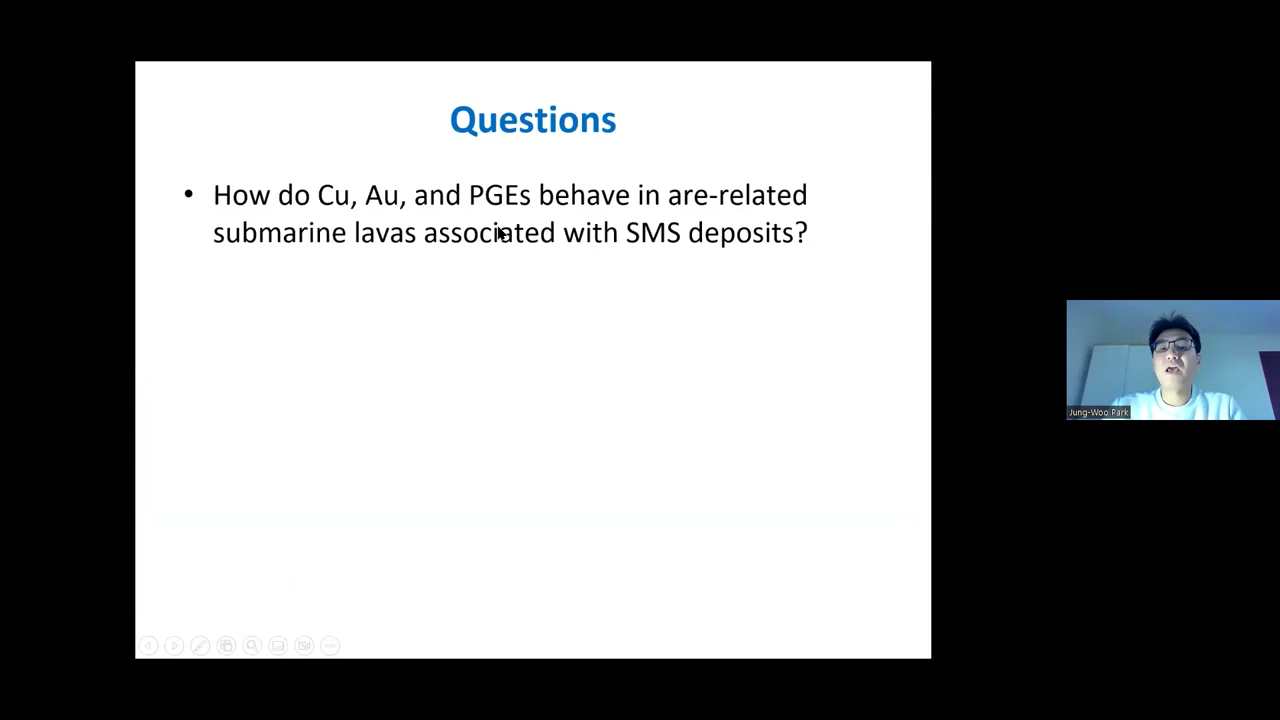 Questions
• How do Cu, Au, and PGEs behave in are-related
submarine lavas associated with SMS deposits?
Jung-Woo Park